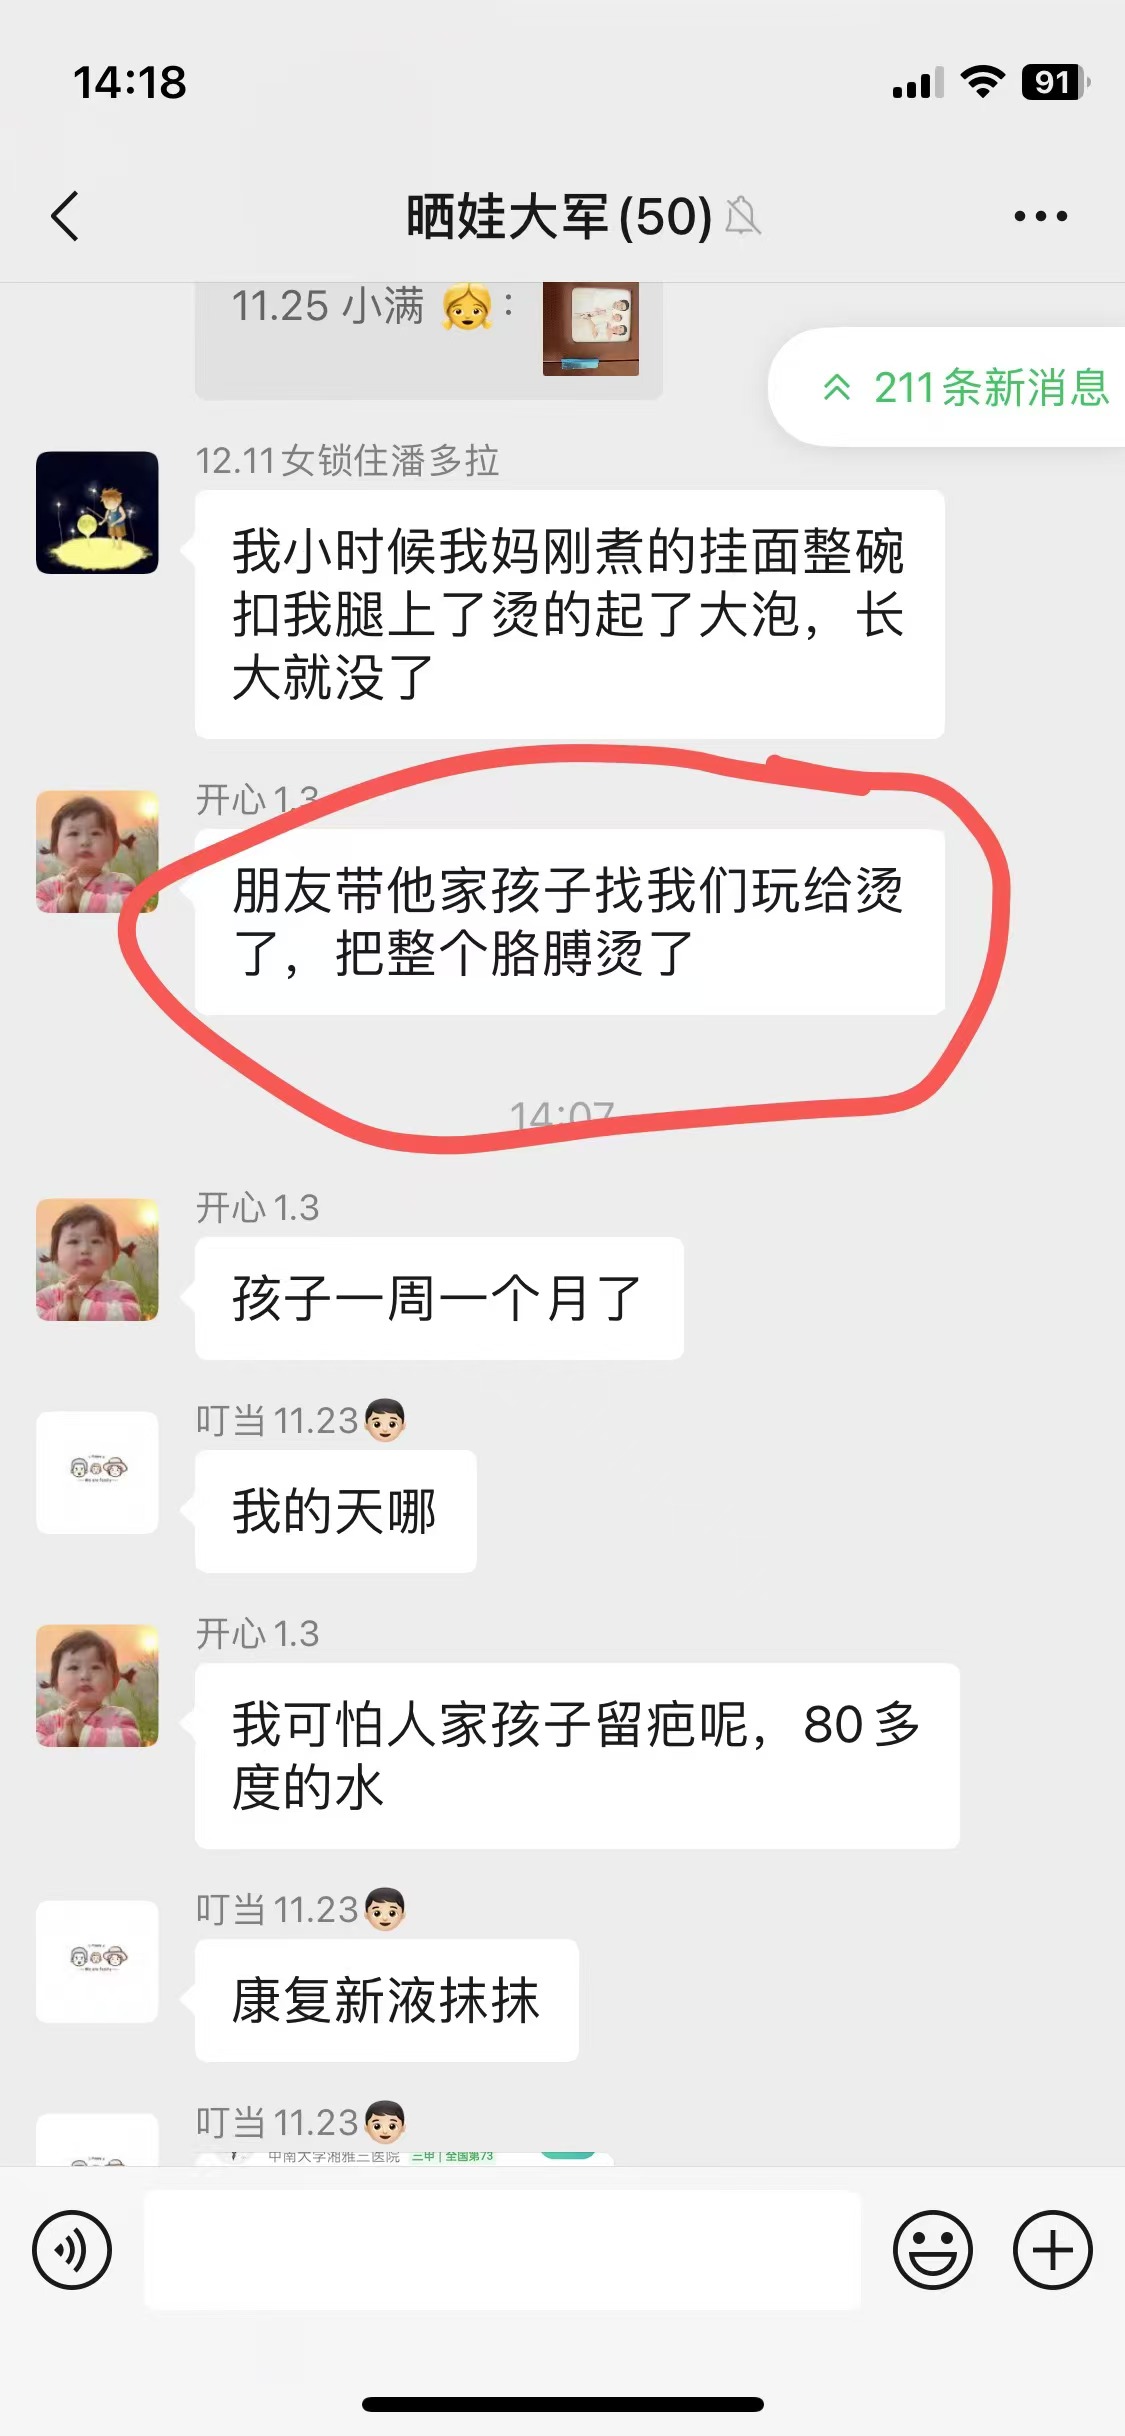 14:18
91
晒娃大军(50)
11.25 小满 👧 :
211条新消息
12.11女锁住潘多拉
我小时候我妈刚煮的挂面整碗
扣我腿上了烫的起了大泡，长
大就没了
开心 1.3
朋友带他家孩子找我们玩给烫
了，把整个胳膊烫了
14:07
开心 1.3
孩子一周一个月了
叮当 11.23👦🏻
我的天哪
开心 1.3
我可怕人家孩子留疤呢，80多
度的水
叮当 11.23👦🏻
康复新液抹抹
叮当 11.23👦🏻
中南大学湘雅三医院 三甲 | 全国第73